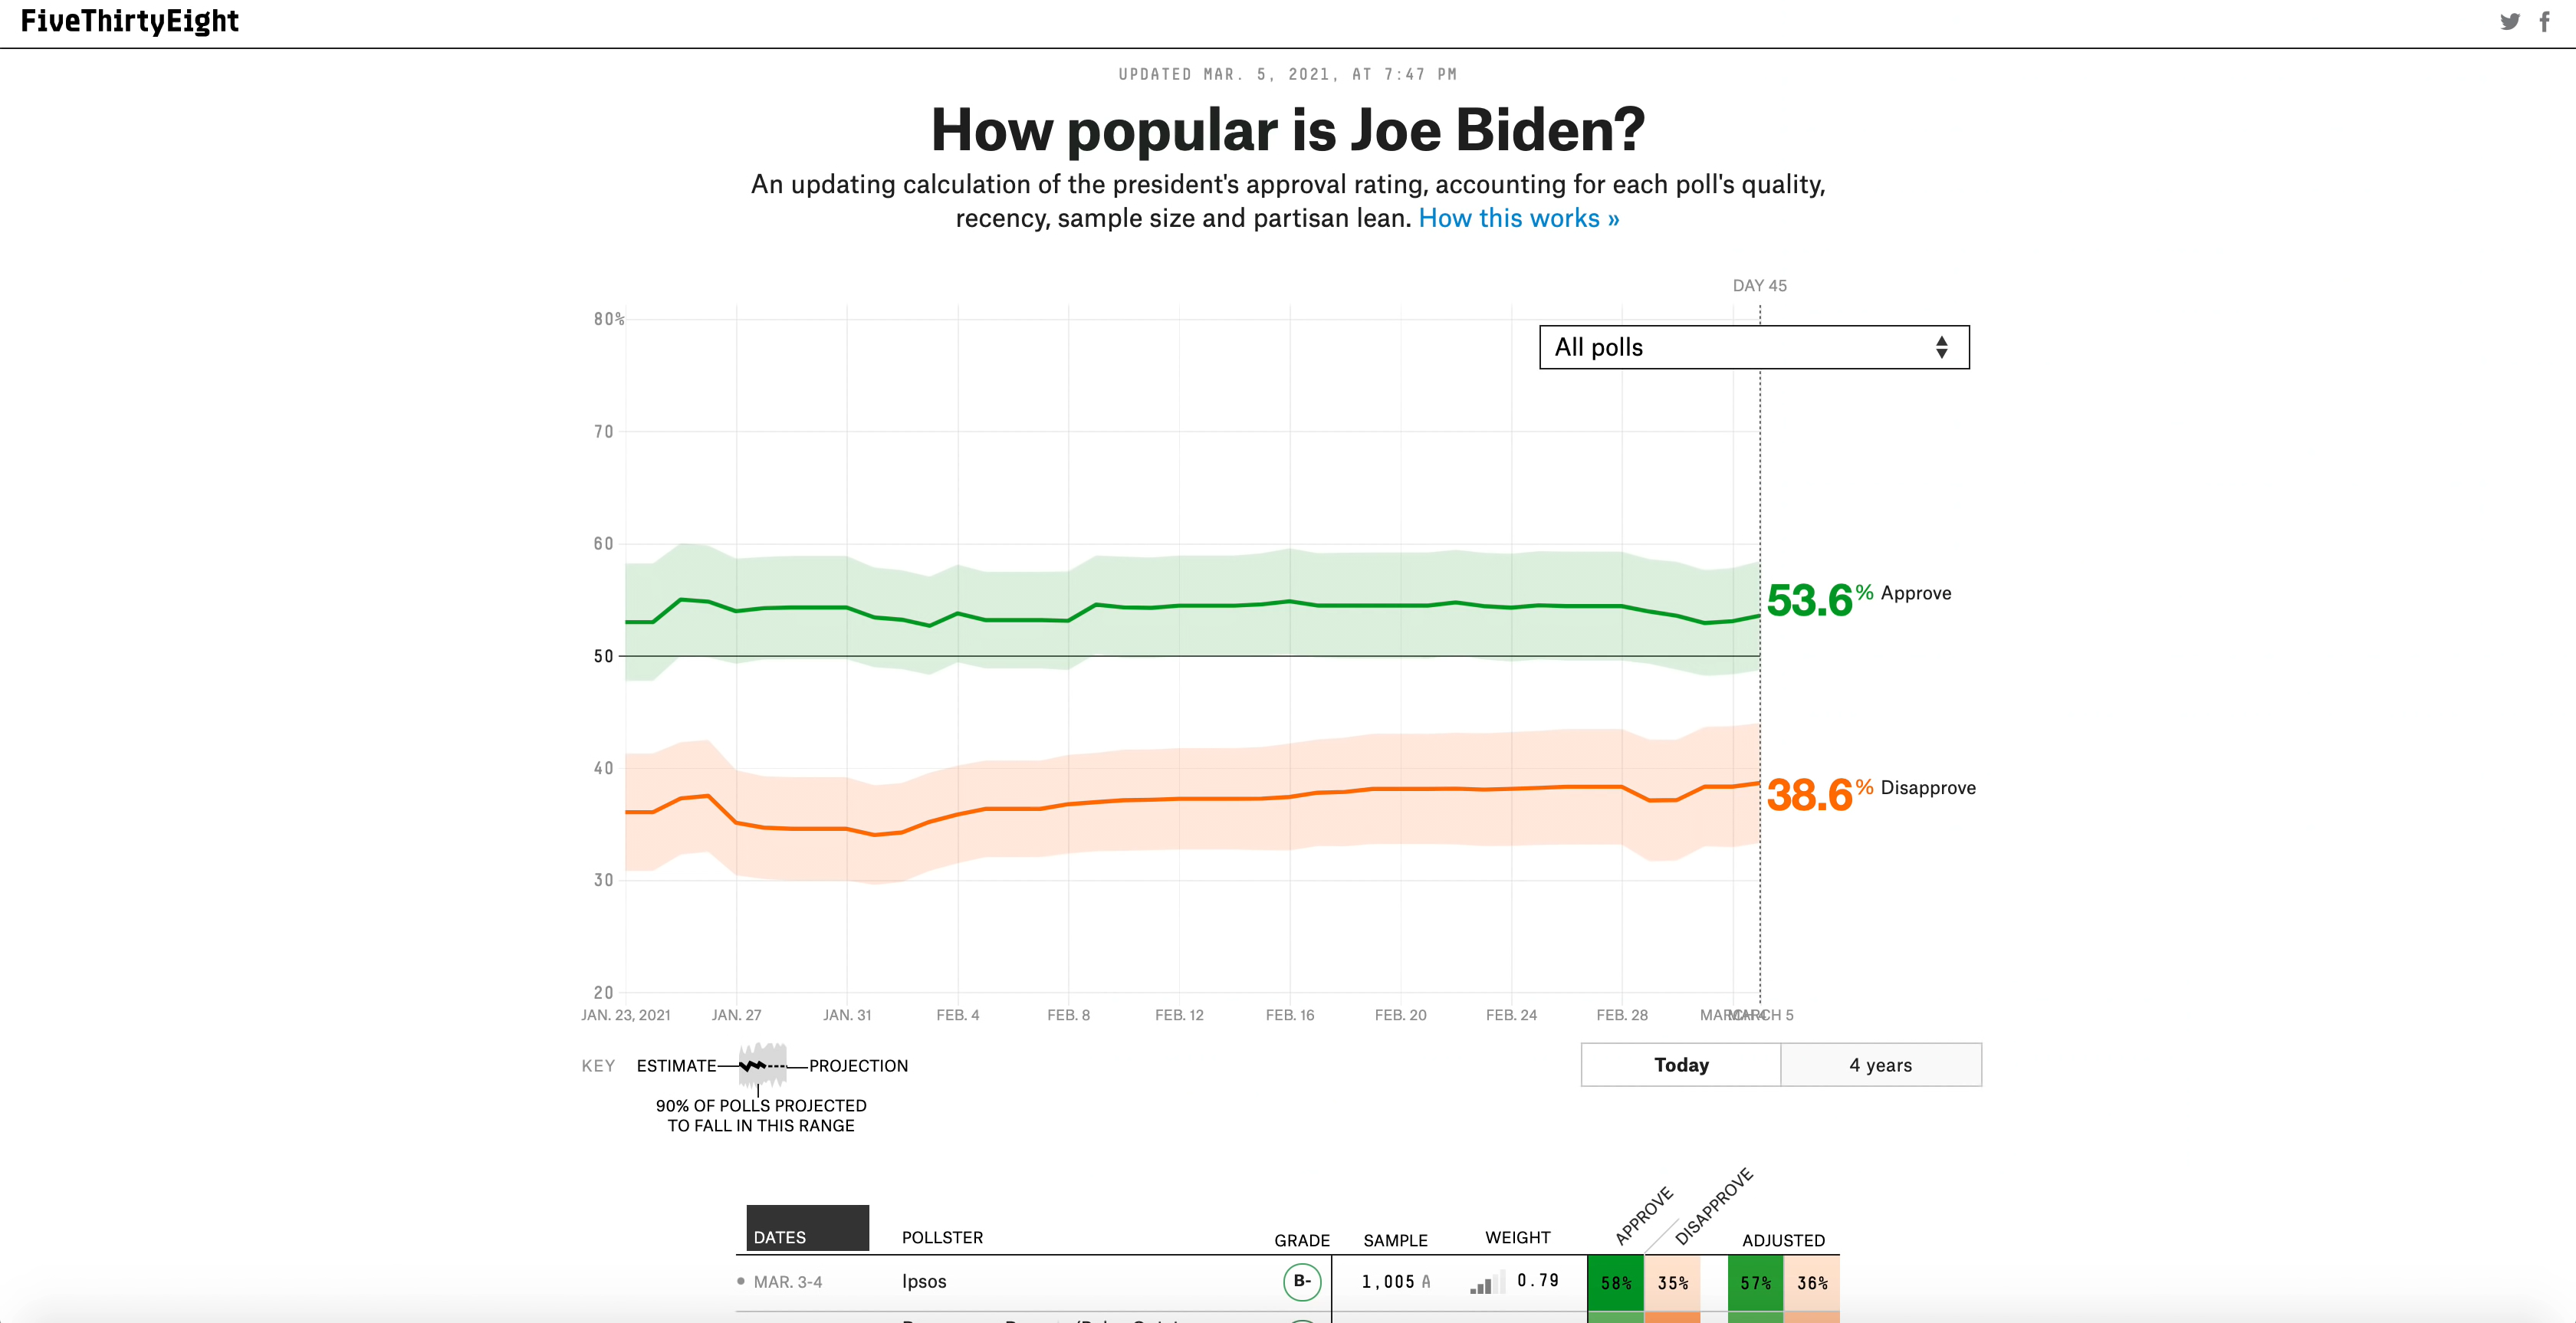 FiveThirtyEight
UPDATED MAR. 5, 2021, AT 7:47 PM
How popular is Joe Biden?
An updating calculation of the president's approval rating, accounting for each poll's quality,
recency, sample size and partisan lean. How this works »
DAY 45
All polls
80%
70
60
50
40
30
20
53.6% Approve
38.6% Disapprove
JAN. 23, 2021 JAN. 27 JAN. 31 FEB. 4 FEB. 8 FEB. 12 FEB. 16 FEB. 20 FEB. 24 FEB. 28 MARCH 4 MARCH 5
KEY ESTIMATE PROJECTION
90% OF POLLS PROJECTED
TO FALL IN THIS RANGE
Today 4 years
APPROVE DISAPPROVE
DATES POLLSTER GRADE SAMPLE WEIGHT ADJUSTED
• MAR. 3-4 Ipsos B- 1,005 A 0.79 58% 35% 57% 36%